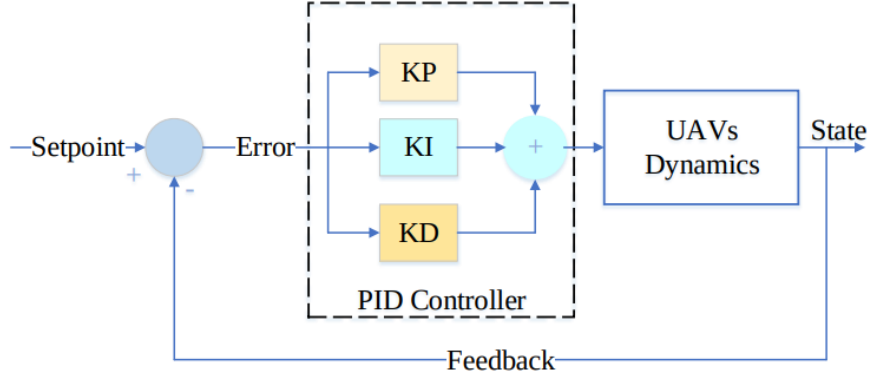 KP
Setpoint
+
-
Error
KI
+
UAVs
Dynamics
State
KD
PID Controller
Feedback